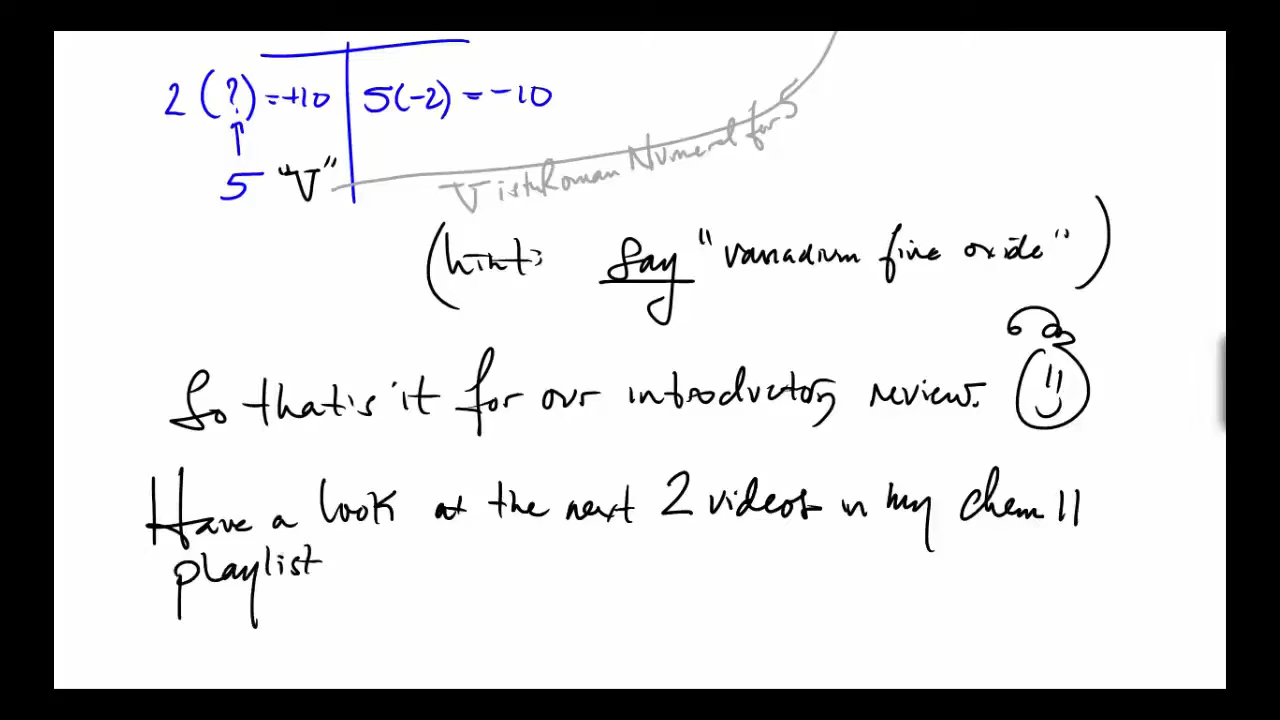 2 (?) = +10 5(-2) = -10
5 "V"
V is the Roman Numeral for 5
(hint: Say "vanadium five oxide")
So that's it for our introductory review.
Have a look at the next 2 videos in my chem 11
playlist